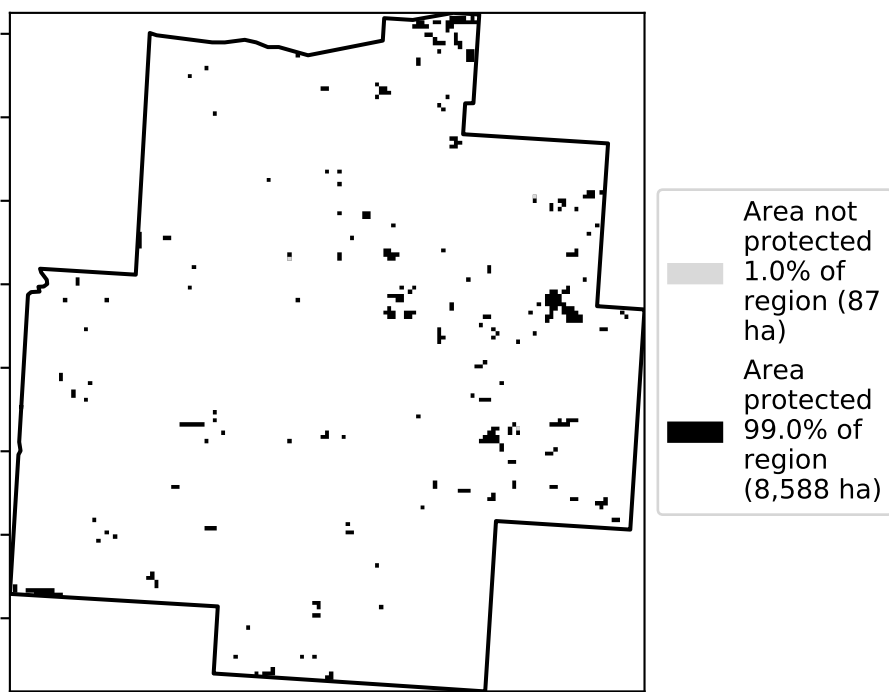 Area not
protected
1.0% of
region (87
ha)
Area
protected
99.0% of
region
(8,588 ha)